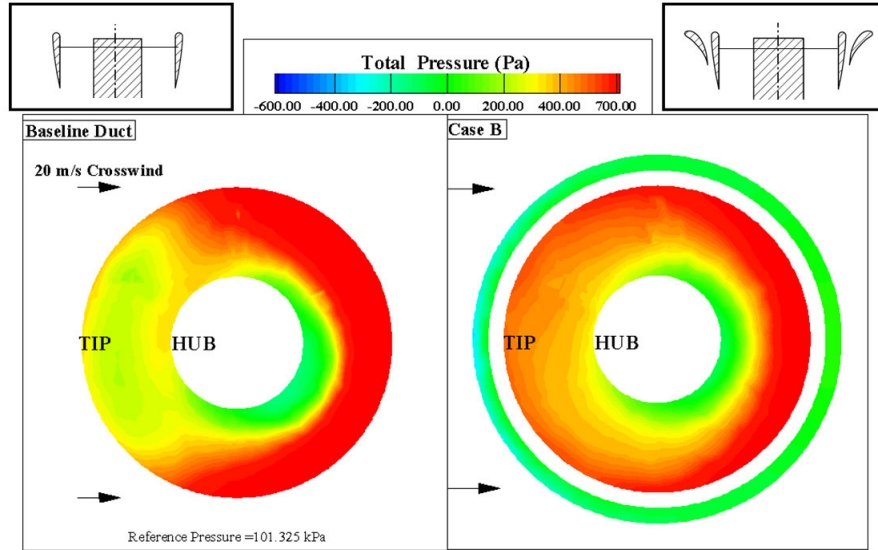 Total Pressure (Pa)
-600.00 -400.00 -200.00 0.00 200.00 400.00 700.00
Baseline Duct
20 m/s Crosswind
TIP HUB
Reference Pressure =101.325 kPa
Case B
TIP HUB